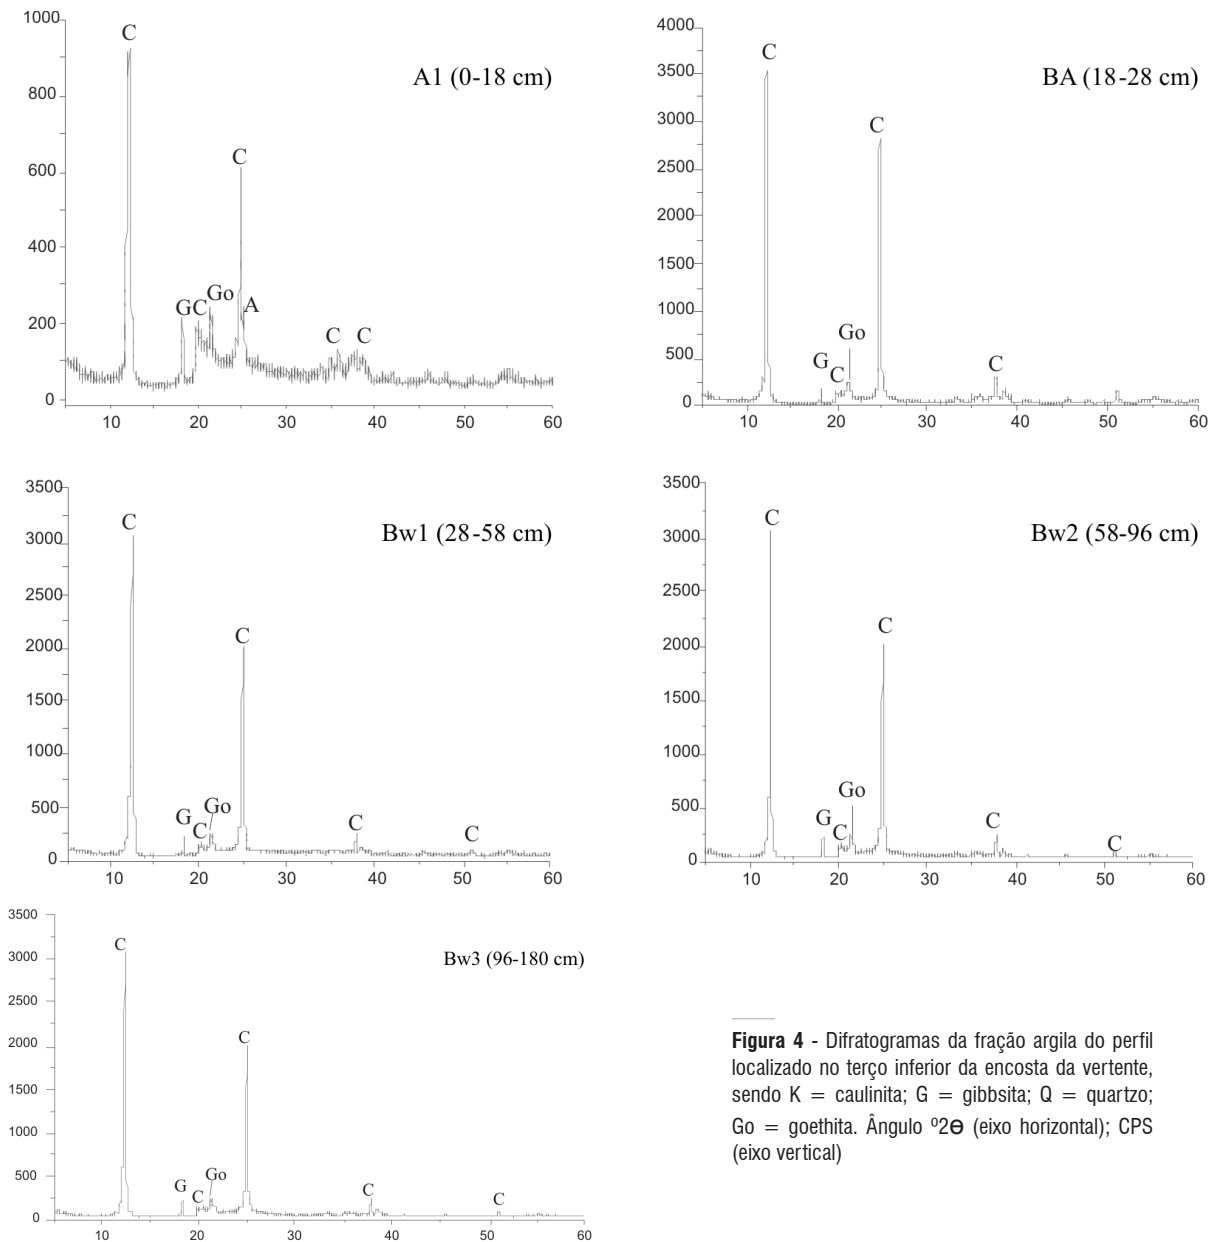 A1 (0-18 cm)
1000
800
600
400
200
0
C
C
G C Go
A
C C
10 20 30 40 50 60
BA (18-28 cm)
4000
3500
3000
2500
2000
1500
1000
500
0
C
C
Go
G
C
C
10 20 30 40 50 60
Bw1 (28-58 cm)
3500
3000
2500
2000
1500
1000
500
0
C
C
G Go
C
C
C
10 20 30 40 50 60
Bw2 (58-96 cm)
3500
3000
2500
2000
1500
1000
500
0
C
C
Go
G
C
C
C
10 20 30 40 50 60
Bw3 (96-180 cm)
3500
3000
2500
2000
1500
1000
500
0
C
C
Go
G
C
C
C
10 20 30 40 50 60
Figura 4 - Difratogramas da fração argila do perfil
localizado no terço inferior da encosta da vertente,
sendo K = caulinita; G = gibbsita; Q = quartzo;
Go = goethita. Ângulo º2Ө (eixo horizontal); CPS
(eixo vertical)